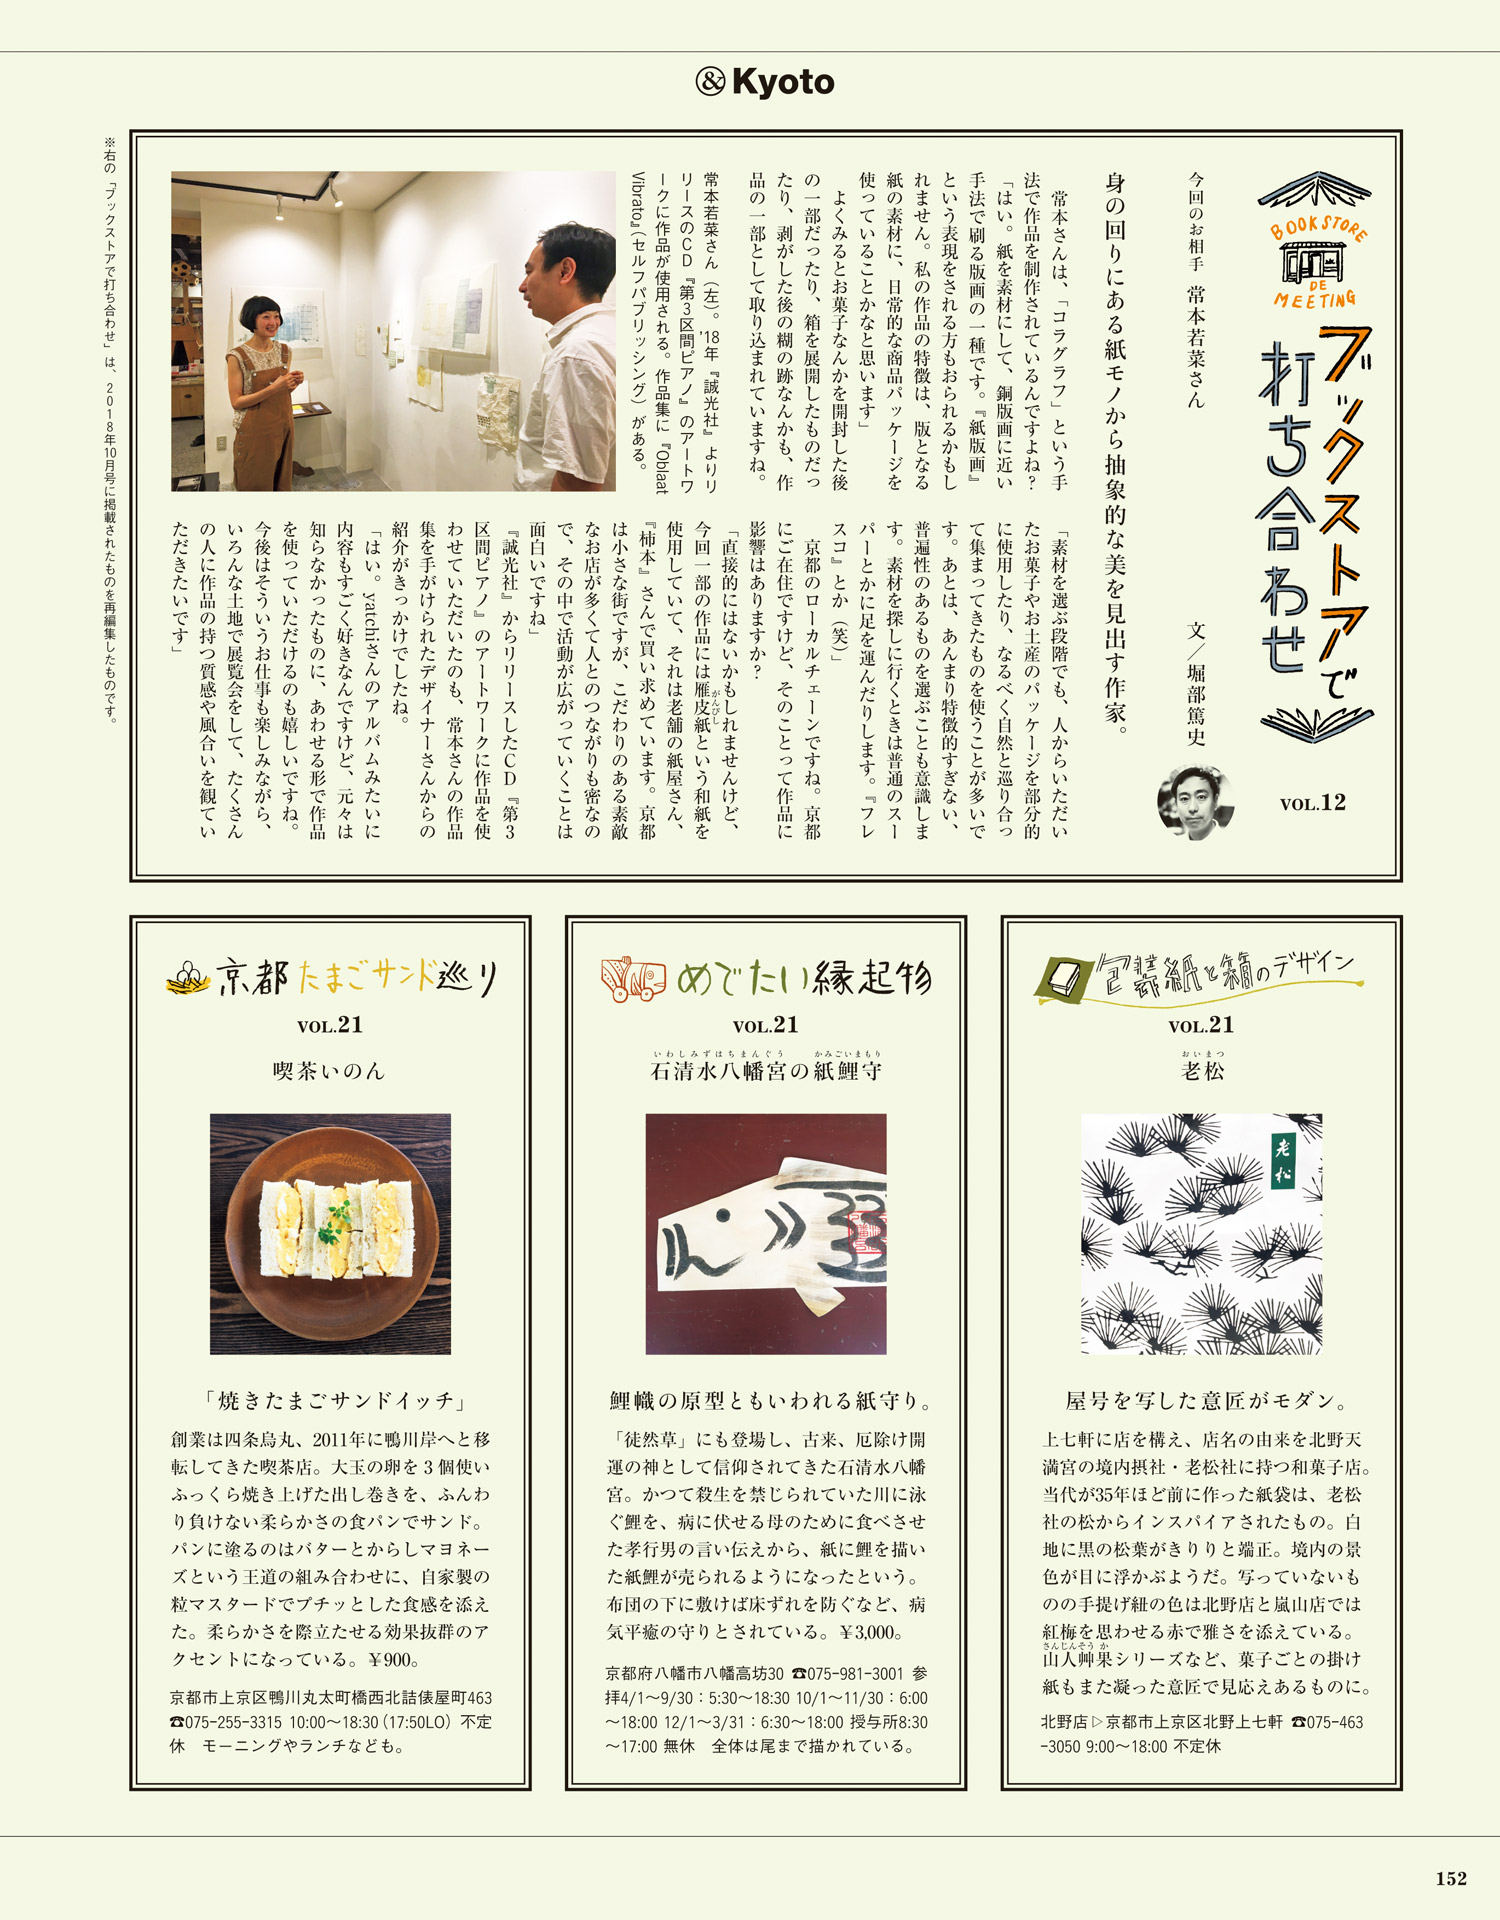 & Kyoto
BOOKSTORE
DE
MEETING
ブックストアで
打ち合わせ
VOL.12
今回のお相手 常本若菜さん
文／堀部篤史
身の回りにある紙モノから抽象的な美を見出す作家。
常本さんは、「コラグラフ」という手
法で作品を制作されているんですよね？
「はい。紙を素材にして、銅版画に近い
手法で刷る版画の一種です。『紙版画』
という表現をされる方もおられるかもし
れません。私の作品の特徴は、版となる
紙の素材に、日常的な商品パッケージを
使っていることかなと思います」
よくみるとお菓子なんかを開封した後
の一部だったり、箱を展開したものだっ
たり、剥がした後の糊の跡なんかも、作
品の一部として取り込まれていますね。
常本若菜さん（左）。’18年『誠光社』よりリ
リースのCD『第3区間ピアノ』のアートワ
ークに作品が使用される。作品集に『Oblaat
Vibrato』（セルフパブリッシング）がある。
「素材を選ぶ段階でも、人からいただい
たお菓子やお土産のパッケージを部分的
に使用したり、なるべく自然と巡り合っ
て集まってきたものを使うことが多いで
す。あとは、あんまり特徴的すぎない、
普遍性のあるものを選ぶことも意識しま
す。素材を探しに行くときは普通のスー
パーとかに足を運んだりします。『フレ
スコ』とか（笑）」
京都のローカルチェーンですね。京都
にご在住ですけど、そのことって作品に
影響はありますか？
「直接的にはないかもしれませんけど、
今回一部の作品には雁皮紙という和紙を
がんぴし
使用していて、それは老舗の紙屋さん、
『柿本』さんで買い求めています。京都
は小さな街ですが、こだわりのある素敵
なお店が多くて人とのつながりも密なの
で、その中で活動が広がっていくことは
面白いですね」
『誠光社』からリリースしたCD『第3
区間ピアノ』のアートワークに作品を使
わせていただいたのも、常本さんの作品
集を手がけられたデザイナーさんからの
紹介がきっかけでしたね。
「はい。yatchiさんのアルバムみたいに
内容もすごく好きなんですけど、元々は
知らなかったものに、あわせる形で作品
を使っていただけるのも嬉しいですね。
今後はそういうお仕事も楽しみながら、
いろんな土地で展覧会をして、たくさん
の人に作品の持つ質感や風合いを観てい
ただきたいです」
※右の「ブックストアで打ち合わせ」は、2018年10月号に掲載されたものを再編集したものです。
包装紙と箱のデザイン
VOL.21
おいまつ
老松
老松
屋号を写した意匠がモダン。
上七軒に店を構え、店名の由来を北野天
満宮の境内摂社・老松社に持つ和菓子店。
当代が35年ほど前に作った紙袋は、老松
社の松からインスパイアされたもの。白
地に黒の松葉がきりりと端正。境内の景
色が目に浮かぶようだ。写っていないも
のの手提げ紐の色は北野店と嵐山店では
紅梅を思わせる赤で雅さを添えている。
さんじんそう か
山人艸果シリーズなど、菓子ごとの掛け
紙もまた凝った意匠で見応えあるものに。
北野店▷京都市上京区北野上七軒 ☎075-463
-3050 9:00～18:00 不定休
めでたい縁起物
VOL.21
いわしみずはちまんぐう かみごいまもり
石清水八幡宮の紙鯉守
鯉幟の原型ともいわれる紙守り。
「徒然草」にも登場し、古来、厄除け開
運の神として信仰されてきた石清水八幡
宮。かつて殺生を禁じられていた川に泳
ぐ鯉を、病に伏せる母のために食べさせ
た孝行男の言い伝えから、紙に鯉を描い
た紙鯉が売られるようになったという。
布団の下に敷けば床ずれを防ぐなど、病
気平癒の守りとされている。￥3,000。
京都府八幡市八幡高坊30 ☎075-981-3001 参
拝4/1～9/30：5:30～18:30 10/1～11/30：6:00
～18:00 12/1～3/31：6:30～18:00 授与所8:30
～17:00 無休 全体は尾まで描かれている。
京都たまごサンド巡り
VOL.21
喫茶いのん
「焼きたまごサンドイッチ」
創業は四条烏丸、2011年に鴨川岸へと移
転してきた喫茶店。大玉の卵を3個使い
ふっくら焼き上げた出し巻きを、ふんわ
り負けない柔らかさの食パンでサンド。
パンに塗るのはバターとからしマヨネー
ズという王道の組み合わせに、自家製の
粒マスタードでプチッとした食感を添え
た。柔らかさを際立たせる効果抜群のア
クセントになっている。￥900。
京都市上京区鴨川丸太町橋西北詰俵屋町463
☎075-255-3315 10:00～18:30（17:50LO）不定
休 モーニングやランチなども。
152